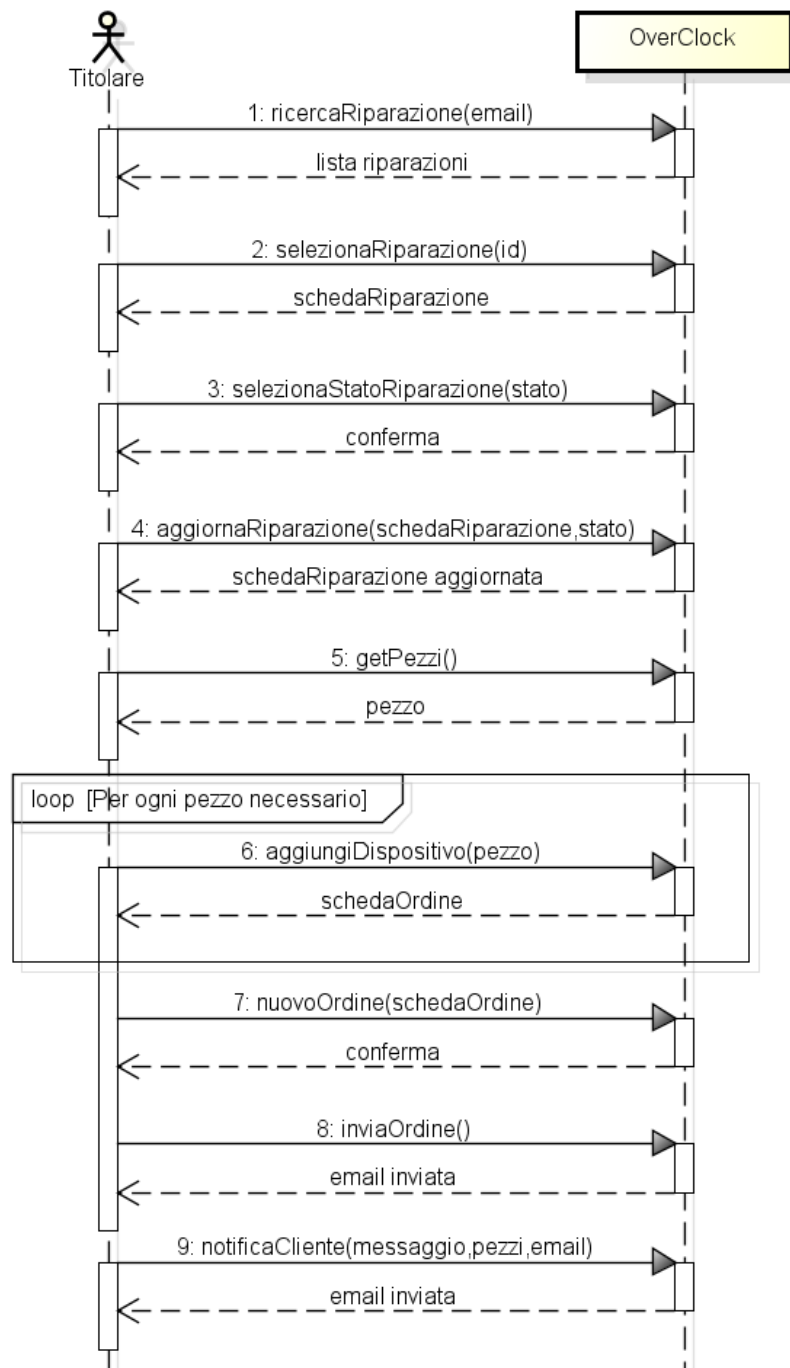 OverClock
Titolare
1: ricercaRiparazione(email)
lista riparazioni
2: selezionaRiparazione(id)
schedaRiparazione
3: selezionaStatoRiparazione(stato)
conferma
4: aggiornaRiparazione(schedaRiparazione,stato)
schedaRiparazione aggiornata
5: getPezzi()
pezzo
loop [Per ogni pezzo necessario]
6: aggiungiDispositivo(pezzo)
schedaOrdine
7: nuovoOrdine(schedaOrdine)
conferma
8: inviaOrdine()
email inviata
9: notificaCliente(messaggio,pezzi,email)
email inviata